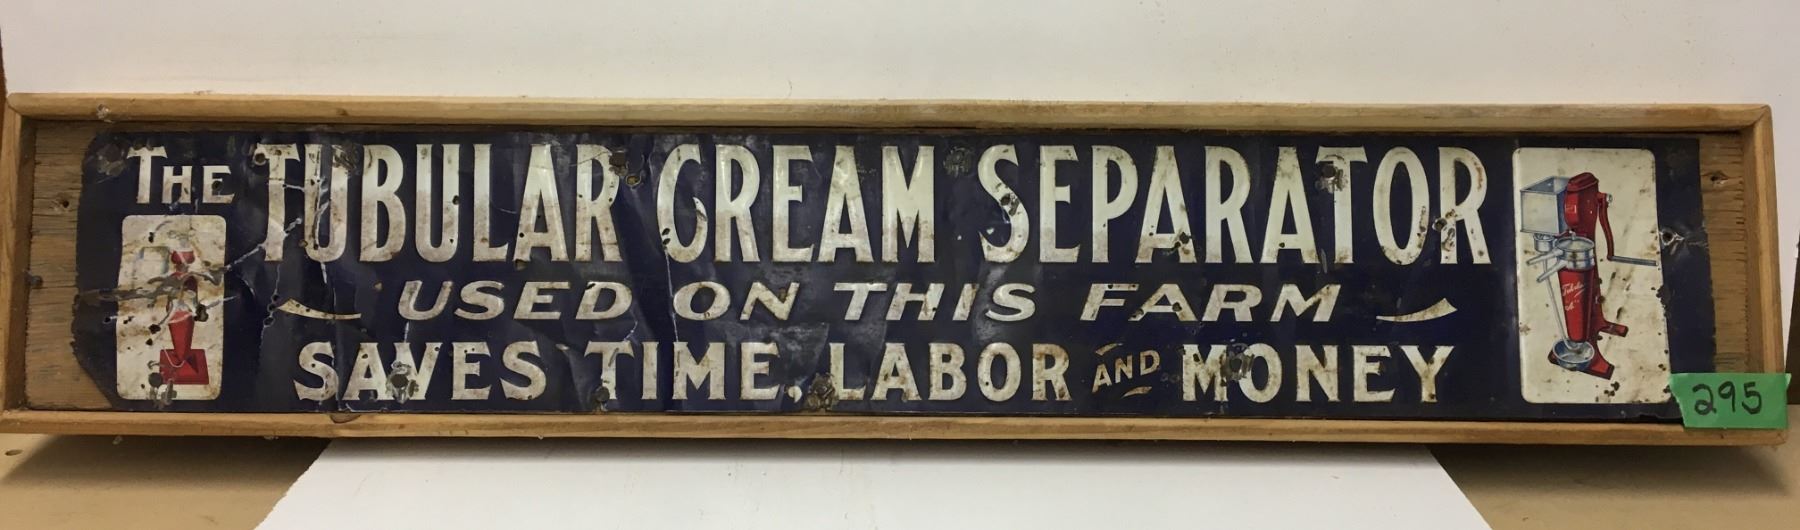 THE TUBULAR CREAM SEPARATOR
USED ON THIS FARM
SAVES TIME, LABOR AND MONEY
295